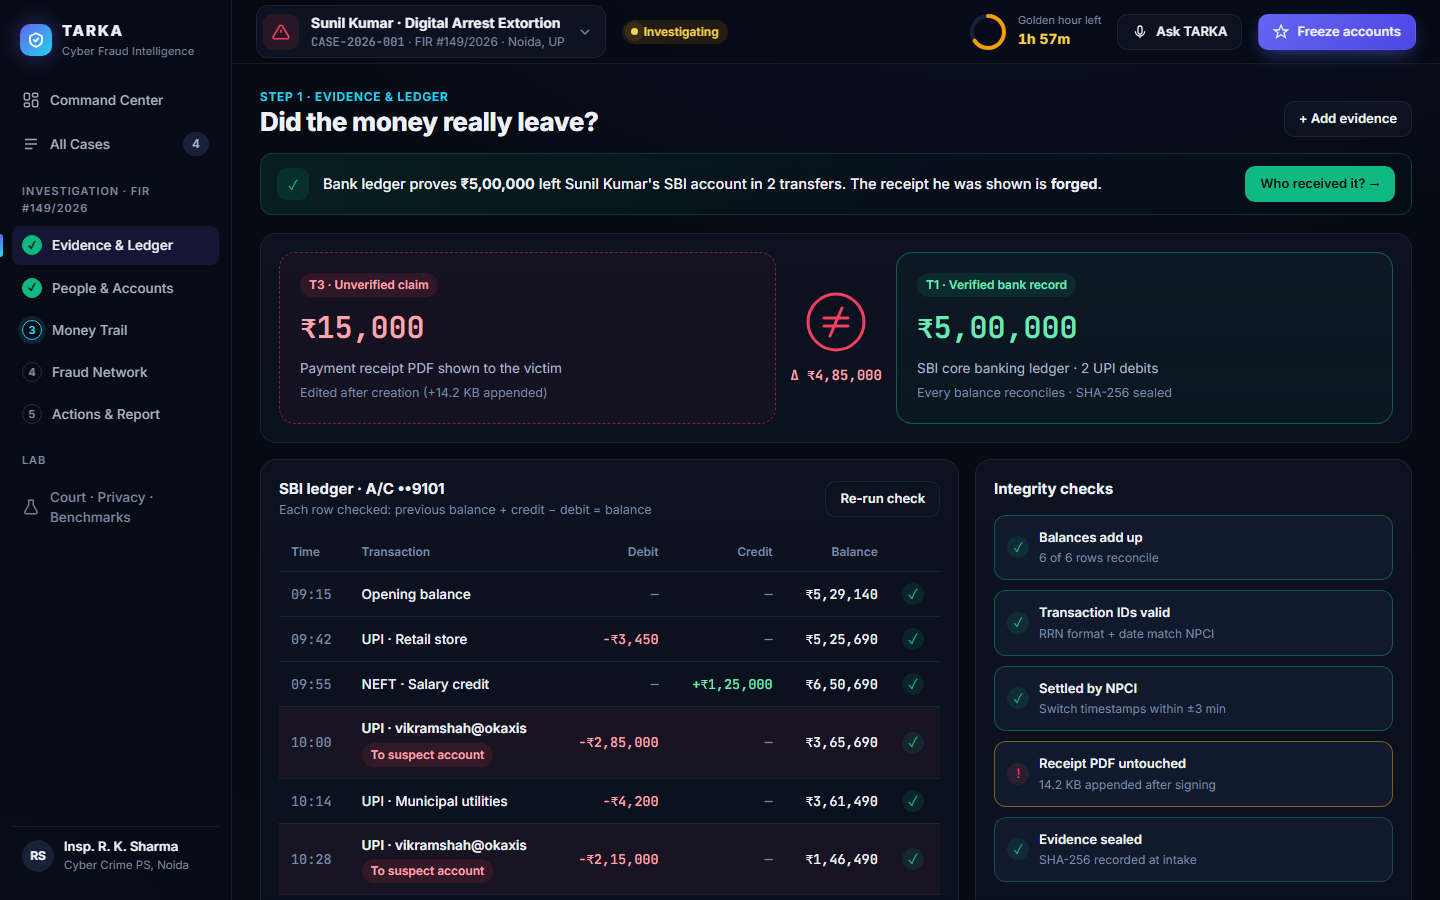 TARKA
Cyber Fraud Intelligence
Command Center
All Cases
4
INVESTIGATION · FIR
#149/2026
Evidence & Ledger
People & Accounts
3
Money Trail
4
Fraud Network
5
Actions & Report
LAB
Court · Privacy ·
Benchmarks
RS
Insp. R. K. Sharma
Cyber Crime PS, Noida
Sunil Kumar · Digital Arrest Extortion
CASE-2026-001 · FIR #149/2026 · Noida, UP
Investigating
Golden hour left
1h 57m
Ask TARKA
Freeze accounts
STEP 1 · EVIDENCE & LEDGER
Did the money really leave?
+ Add evidence
✓ Bank ledger proves ₹5,00,000 left Sunil Kumar's SBI account in 2 transfers. The receipt he was shown is forged.
Who received it? →
T3 · Unverified claim
₹15,000
Payment receipt PDF shown to the victim
Edited after creation (+14.2 KB appended)
≠
Δ ₹4,85,000
T1 · Verified bank record
₹5,00,000
SBI core banking ledger · 2 UPI debits
Every balance reconciles · SHA-256 sealed
SBI ledger · A/C ••9101
Each row checked: previous balance + credit − debit = balance
Re-run check
Time Transaction Debit Credit Balance
09:15 Opening balance — — ₹5,29,140 ✓
09:42 UPI · Retail store -₹3,450 — ₹5,25,690 ✓
09:55 NEFT · Salary credit — +₹1,25,000 ₹6,50,690 ✓
10:00 UPI · vikramshah@okaxis -₹2,85,000 — ₹3,65,690 ✓
To suspect account
10:14 UPI · Municipal utilities -₹4,200 — ₹3,61,490 ✓
10:28 UPI · vikramshah@okaxis -₹2,15,000 — ₹1,46,490 ✓
To suspect account
Integrity checks
✓ Balances add up
6 of 6 rows reconcile
✓ Transaction IDs valid
RRN format + date match NPCI
✓ Settled by NPCI
Switch timestamps within ±3 min
! Receipt PDF untouched
14.2 KB appended after signing
✓ Evidence sealed
SHA-256 recorded at intake